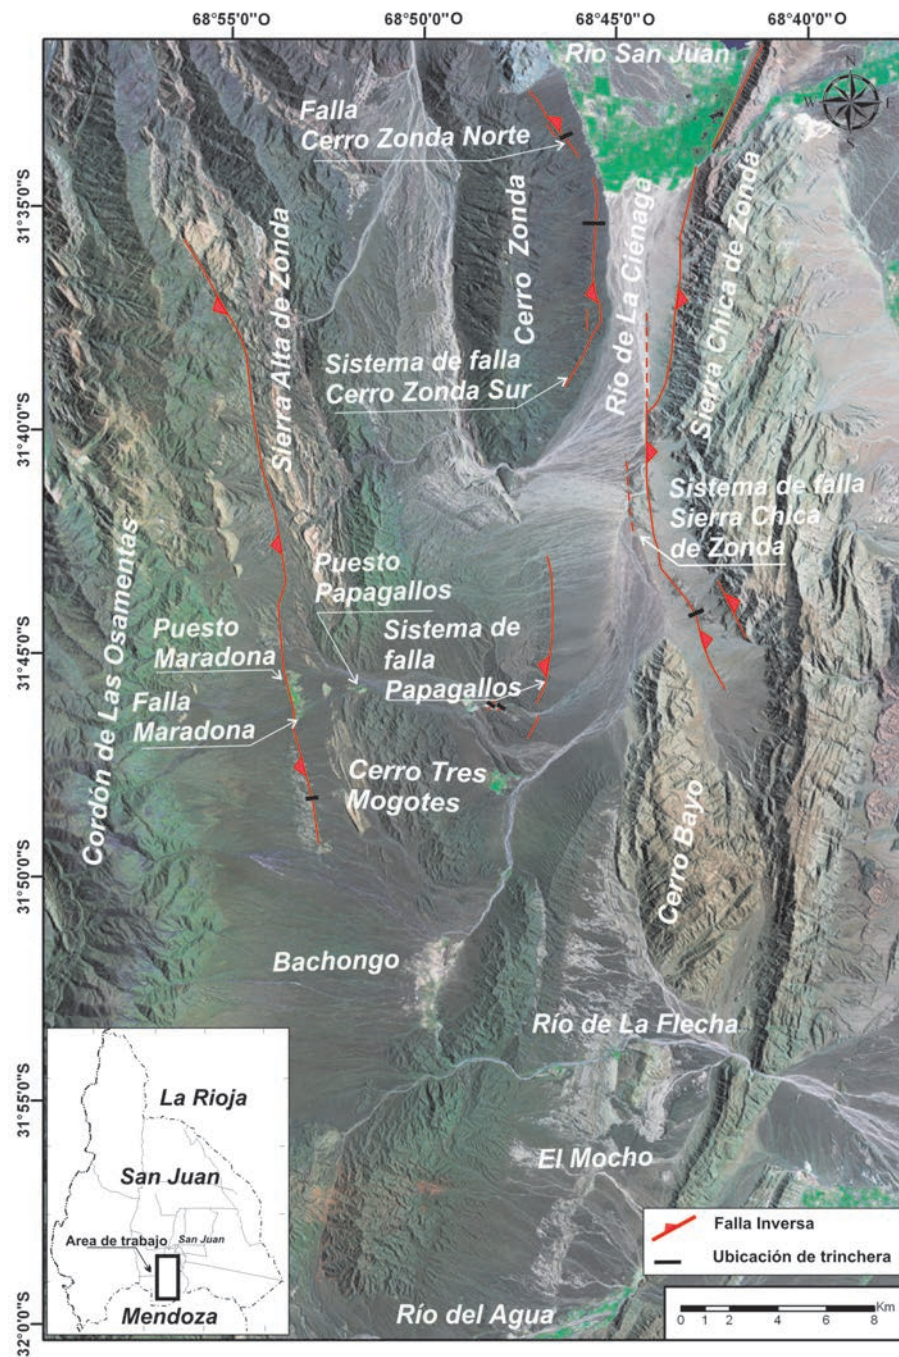 68°55'0"O
68°50'0"O
68°45'0"O
68°40'0"O
Río San Juan
N
W
E
S
Falla
Cerro Zonda Norte
31°35'0"S
Cerro Zonda
Río de La Ciénaga
Sierra Chica de Zonda
Sierra Alta de Zonda
Sistema de falla
Cerro Zonda Sur
31°40'0"S
Sistema de falla
Sierra Chica
de Zonda
Cordón de Las Osamentas
Puesto
Papagallos
Puesto
Maradona
Sistema de
falla
Papagallos
31°45'0"S
Falla
Maradona
Cerro Tres
Mogotes
Cerro Bayo
31°50'0"S
Bachongo
Río de La Flecha
31°55'0"S
El Mocho
La Rioja
San Juan
San Juan
Area de trabajo
Mendoza
Falla Inversa
Ubicación de trinchera
Río del Agua
0 1 2 4 6 8 Km
32°0'0"S